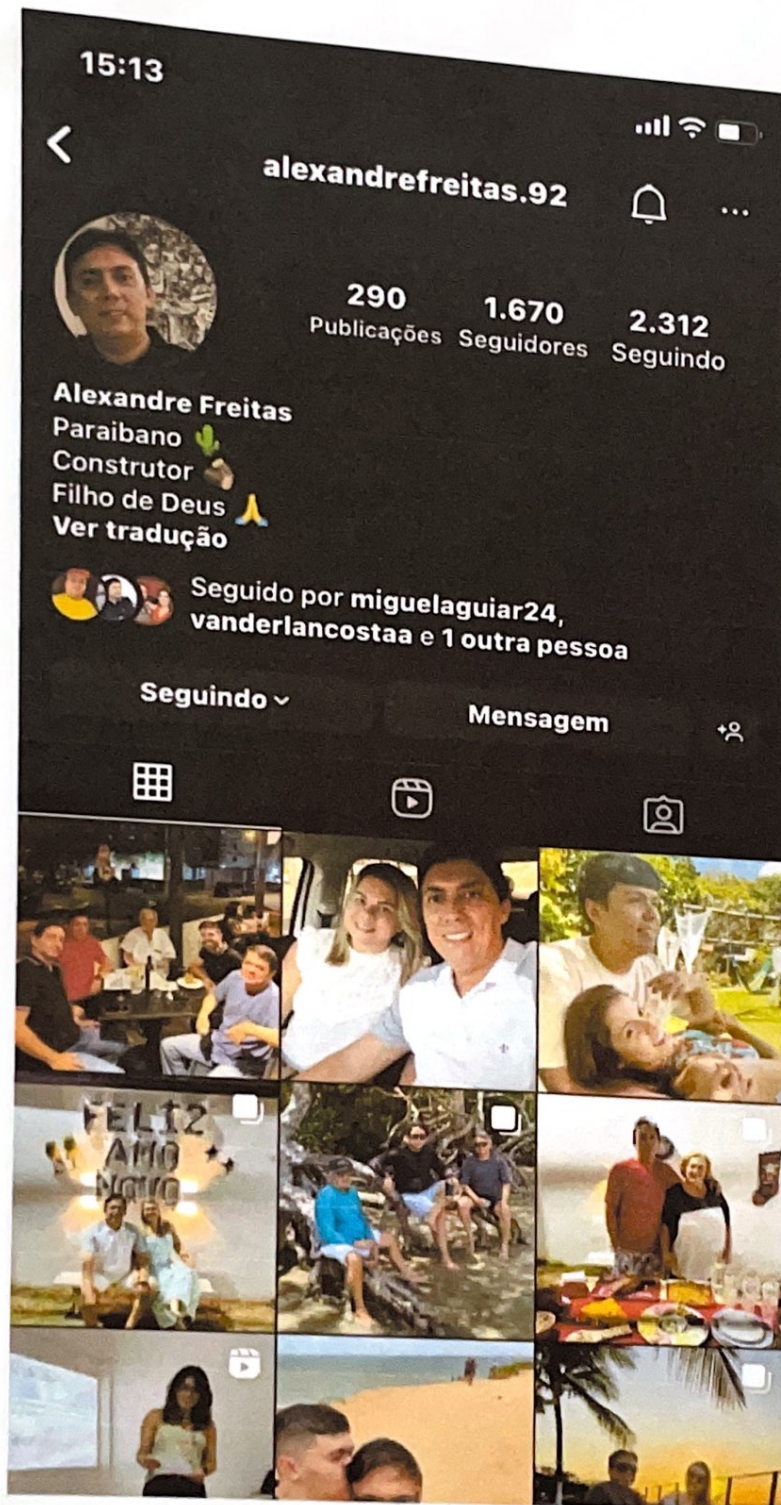 15:13
alexandrefreitas.92
290 1.670 2.312
Publicações Seguidores Seguindo
Alexandre Freitas
Paraibano
Construtor
Filho de Deus
Ver tradução
Seguido por miguelaguiar24,
vanderlancostaa e 1 outra pessoa
Seguindo
Mensagem
FELIZ
ANO
NOVO